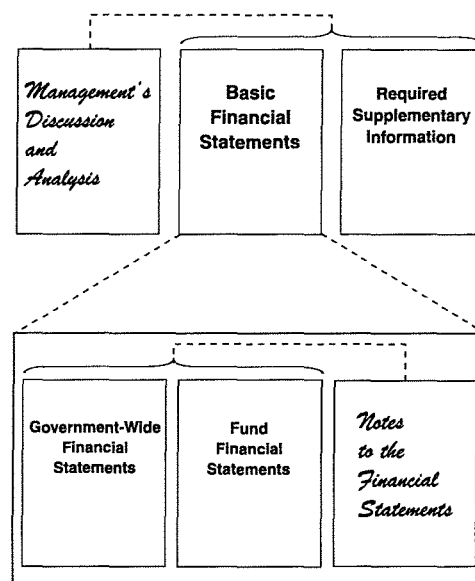 Management's
Discussion
and
Analysis
Basic
Financial
Statements
Required
Supplementary
Information
Government-Wide
Financial
Statements
Fund
Financial
Statements
Notes
to the
Financial
Statements